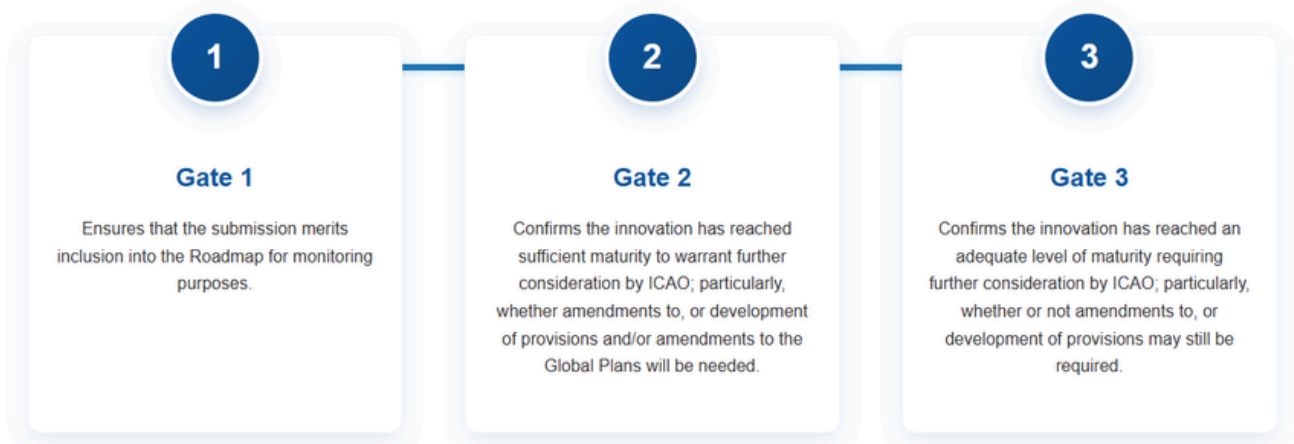 1
Gate 1
Ensures that the submission merits
inclusion into the Roadmap for monitoring
purposes.
2
Gate 2
Confirms the innovation has reached
sufficient maturity to warrant further
consideration by ICAO; particularly,
whether amendments to, or development
of provisions and/or amendments to the
Global Plans will be needed.
3
Gate 3
Confirms the innovation has reached an
adequate level of maturity requiring
further consideration by ICAO; particularly,
whether or not amendments to, or
development of provisions may still be
required.